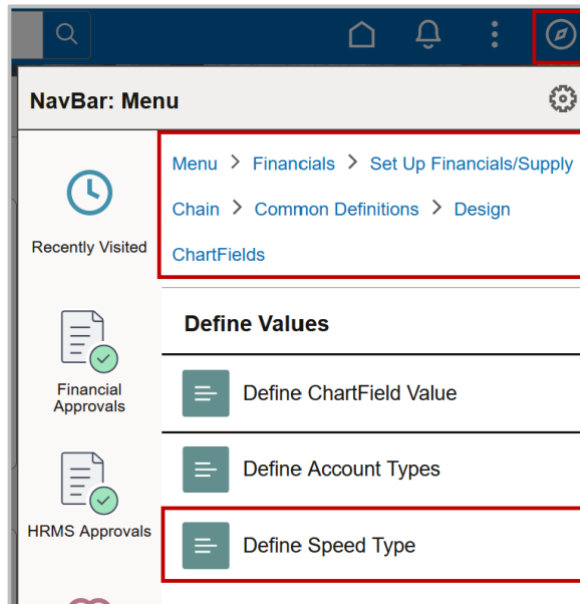 NavBar: Menu
Recently Visited
Financial
Approvals
HRMS Approvals
Menu > Financials > Set Up Financials/Supply
Chain > Common Definitions > Design
ChartFields
Define Values
Define ChartField Value
Define Account Types
Define Speed Type